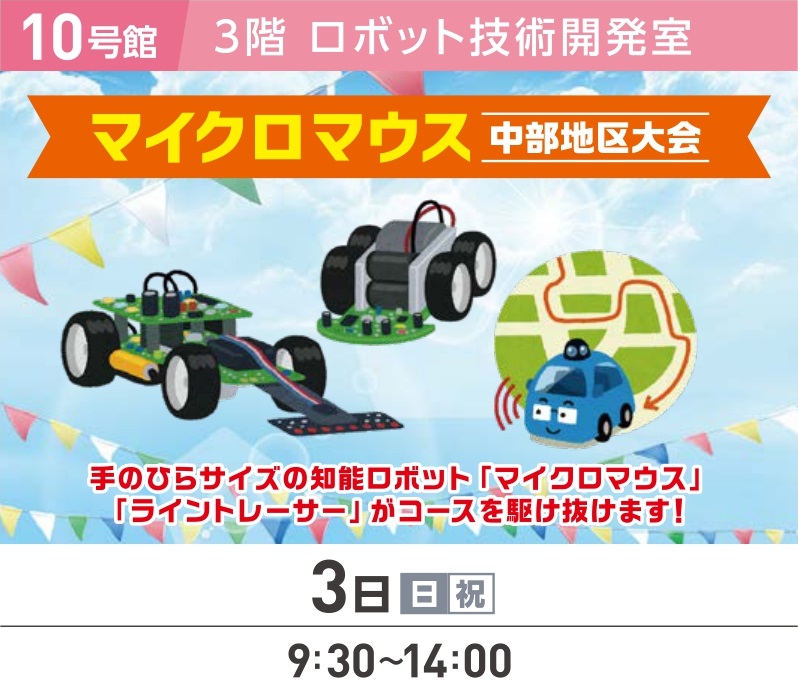 10号館 3階 ロボット技術開発室
マイクロマウス 中部地区大会
手のひらサイズの知能ロボット「マイクロマウス」
「ライントレーサー」がコースを駆け抜けます！
3日 日 祝
9:30～14:00